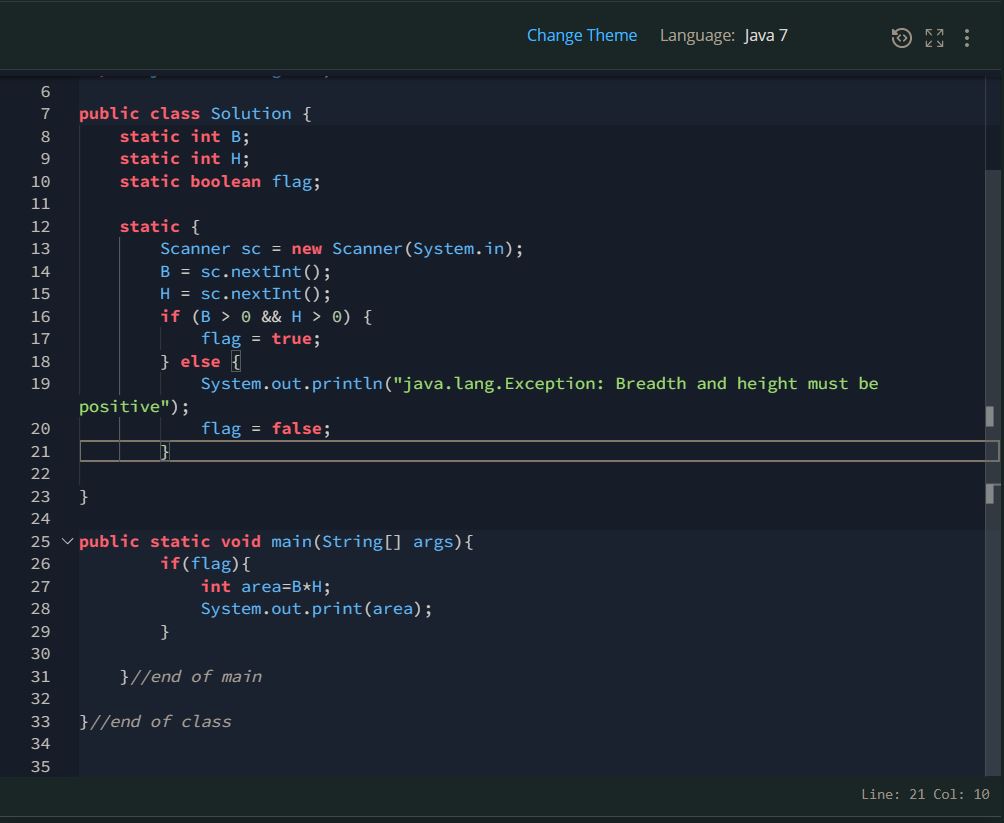 Change Theme Language: Java 7
6
7 public class Solution {
8 static int B;
9 static int H;
10 static boolean flag;
11
12 static {
13 Scanner sc = new Scanner(System.in);
14 B = sc.nextInt();
15 H = sc.nextInt();
16 if (B > 0 && H > 0) {
17 flag = true;
18 } else {
19 System.out.println("java.lang.Exception: Breadth and height must be
positive");
20 flag = false;
21 }
22
23 }
24
25 public static void main(String[] args){
26 if(flag){
27 int area=B*H;
28 System.out.print(area);
29 }
30
31 }//end of main
32
33 }//end of class
34
35
Line: 21 Col: 10